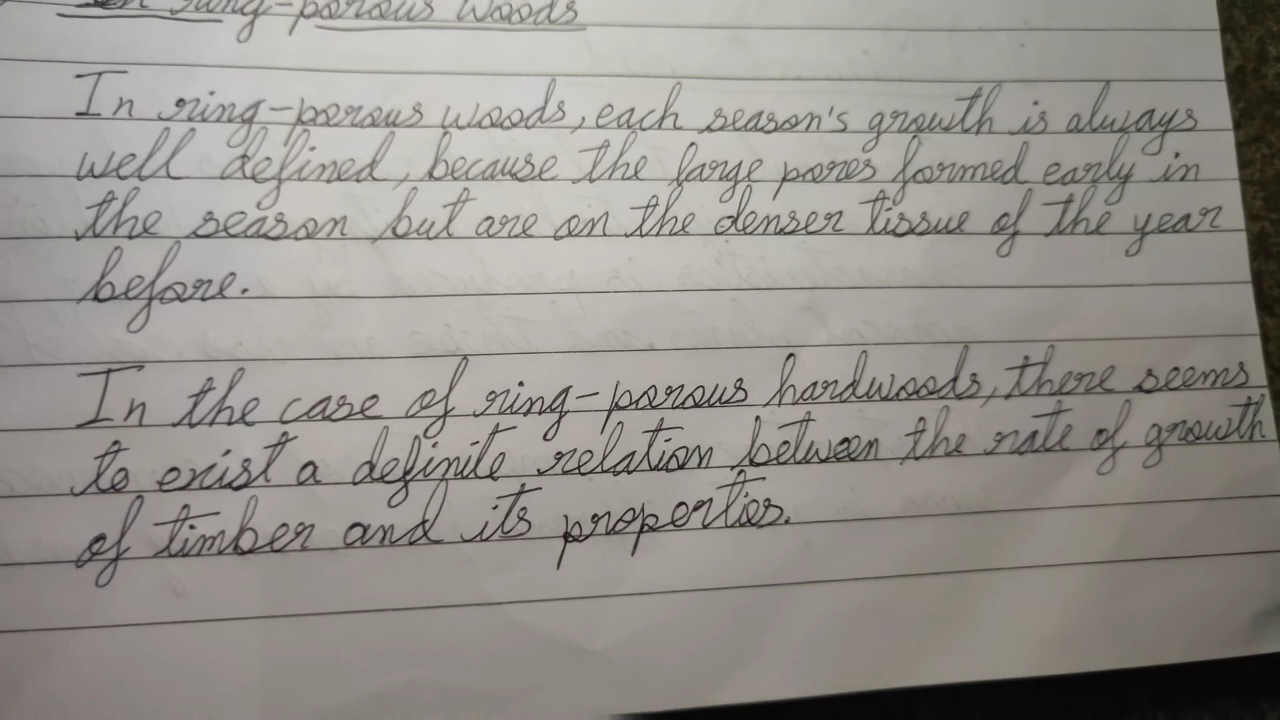 In ring-porous woods
In ring-porous woods, each season's growth is always
well defined, because the large pores formed early in
the season but are on the denser tissue of the year
before.
In the case of ring-porous hardwoods, there seems
to exist a definite relation between the rate of growth
of timber and its properties.